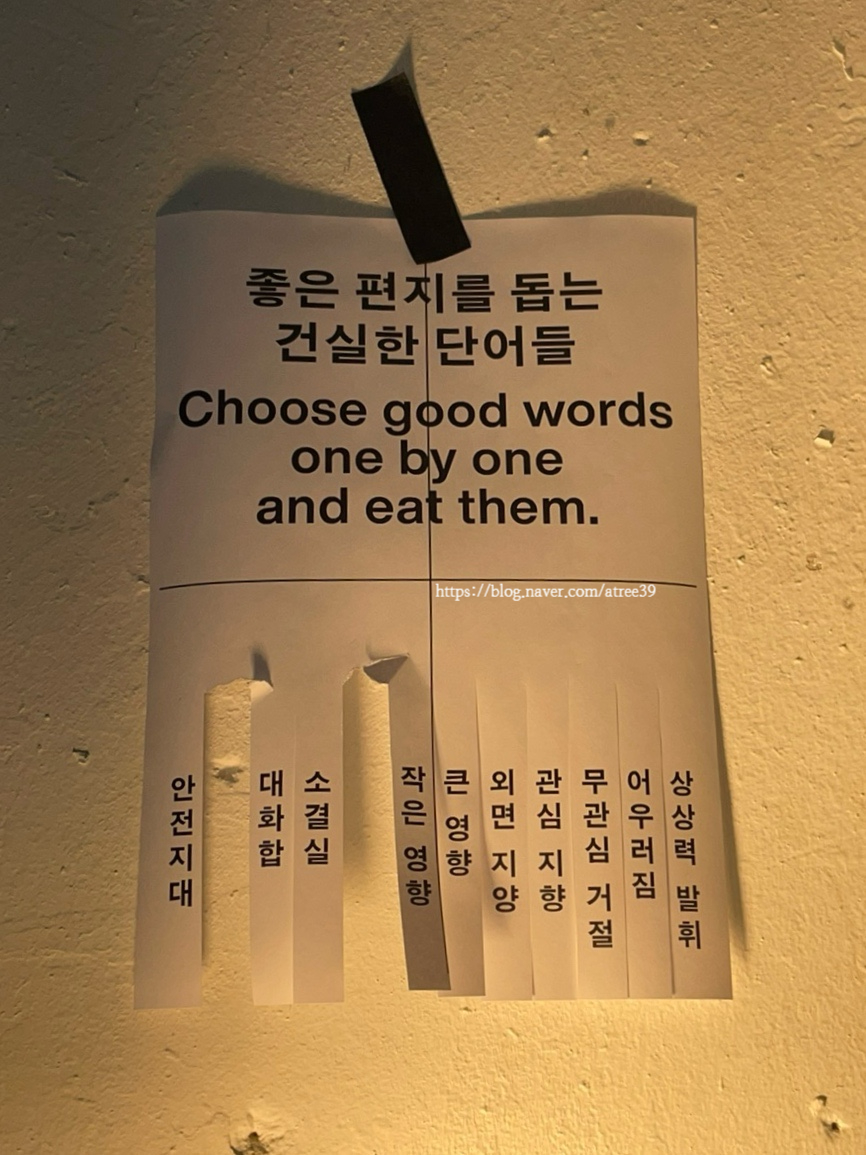 좋은 편지를 돕는
건실한 단어들
Choose good words
one by one
and eat them.
https://blog.naver.com/atree39
안전지대
대화합
소결실
작은 영향
큰 영향
외면 지양
관심 지향
무관심 거절
어우러짐
상상력 발휘